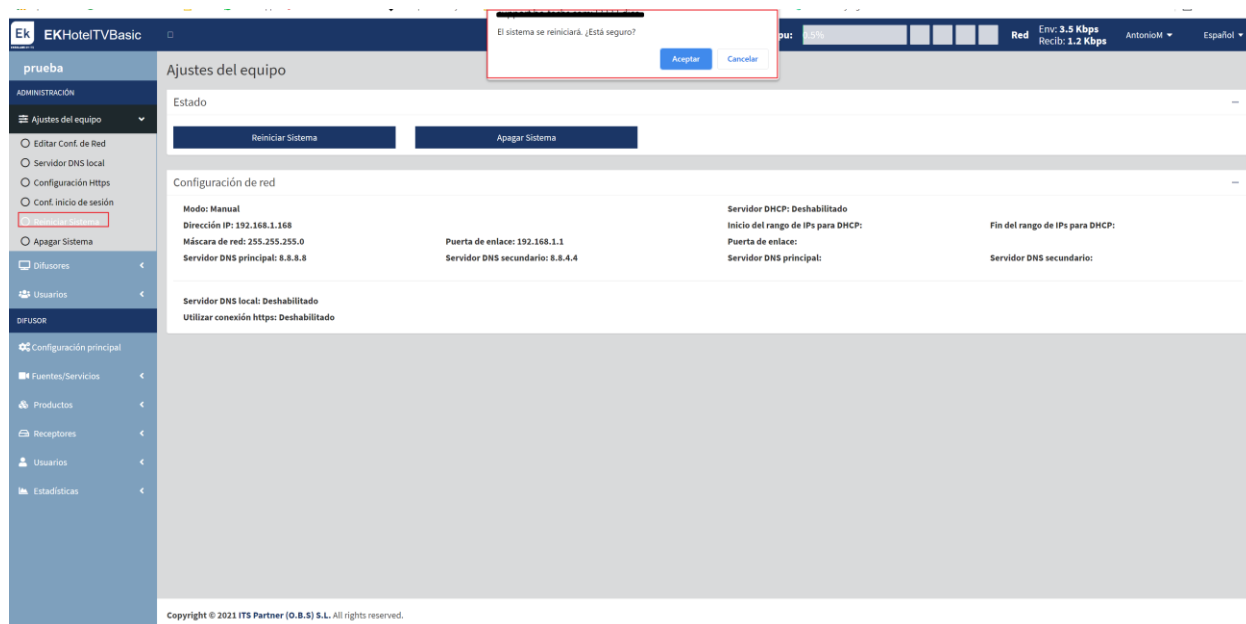 El sistema se reiniciará. ¿Está seguro?
Aceptar
Cancelar
Ek
EKHotelTVBasic
pu:
0.5%
Red
Env: 3.5 Kbps
Recib: 1.2 Kbps
AntonioM
Español
prueba
ADMINISTRACIÓN
Ajustes del equipo
Editar Conf. de Red
Servidor DNS local
Configuración Https
Conf. inicio de sesión
Reiniciar Sistema
Apagar Sistema
Difusores
Usuarios
DIFUSOR
Configuración principal
Fuentes/Servicios
Productos
Receptores
Usuarios
Estadísticas
Ajustes del equipo
Estado
Reiniciar Sistema
Apagar Sistema
Configuración de red
Modo: Manual
Dirección IP: 192.168.1.168
Máscara de red: 255.255.255.0
Puerta de enlace: 192.168.1.1
Servidor DNS principal: 8.8.8.8
Servidor DNS secundario: 8.8.4.4
Servidor DHCP: Deshabilitado
Inicio del rango de IPs para DHCP:
Fin del rango de IPs para DHCP:
Puerta de enlace:
Servidor DNS principal:
Servidor DNS secundario:
Servidor DNS local: Deshabilitado
Utilizar conexión https: Deshabilitado
Copyright © 2021 ITS Partner (O.B.S) S.L. All rights reserved.